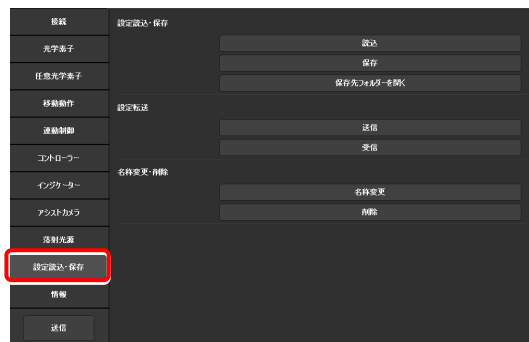 接続
光学素子
任意光学素子
移動動作
連動制御
コントローラー
インジケーター
アシストカメラ
落射光源
設定読込・保存
情報
送信
設定読込・保存
読込
保存
保存先フォルダーを開く
設定転送
送信
受信
名称変更・削除
名称変更
削除